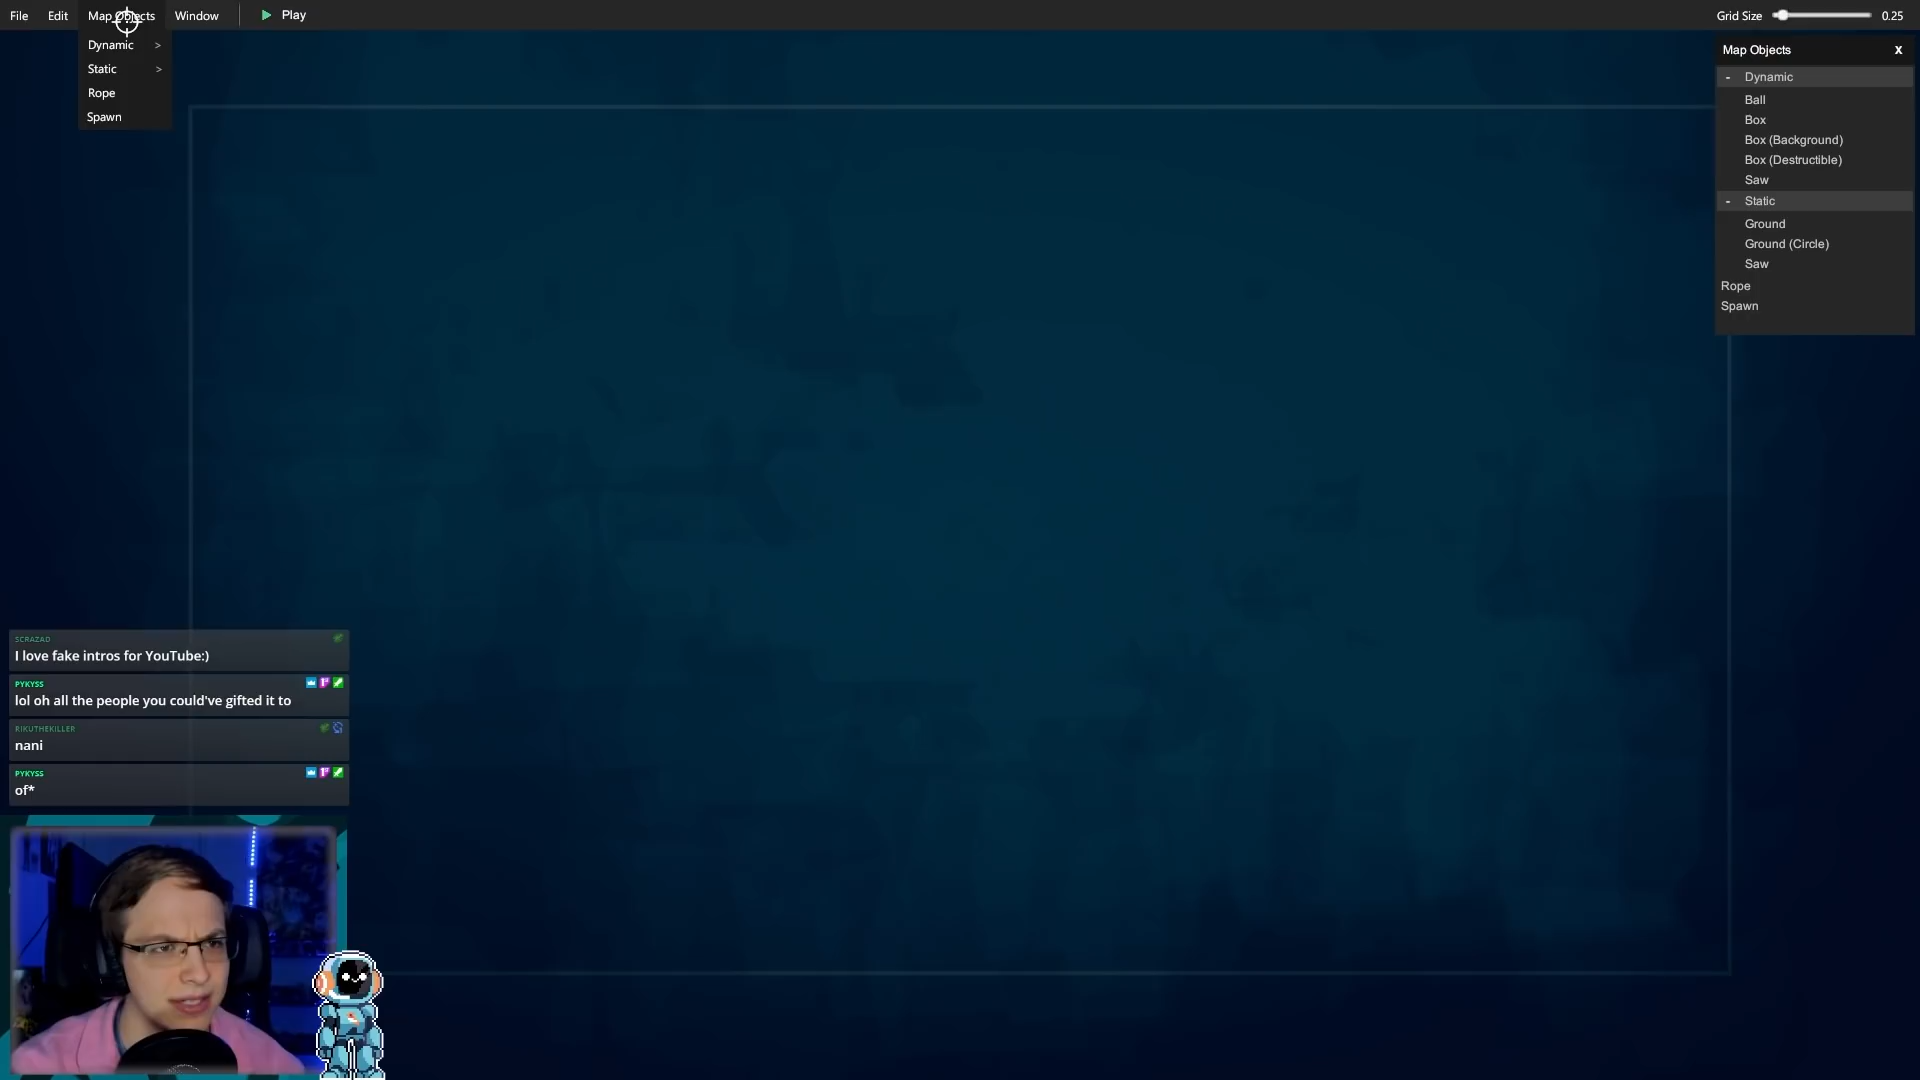 File Edit Map Objects Window Play Grid Size 0.25
Dynamic >
Static >
Rope
Spawn
Map Objects x
- Dynamic
Ball
Box
Box (Background)
Box (Destructible)
Saw
- Static
Ground
Ground (Circle)
Saw
Rope
Spawn
SCRAZAD
I love fake intros for YouTube:)
PYKYSS
lol oh all the people you could've gifted it to
RIKUTHEKILLER
nani
PYKYSS
of*